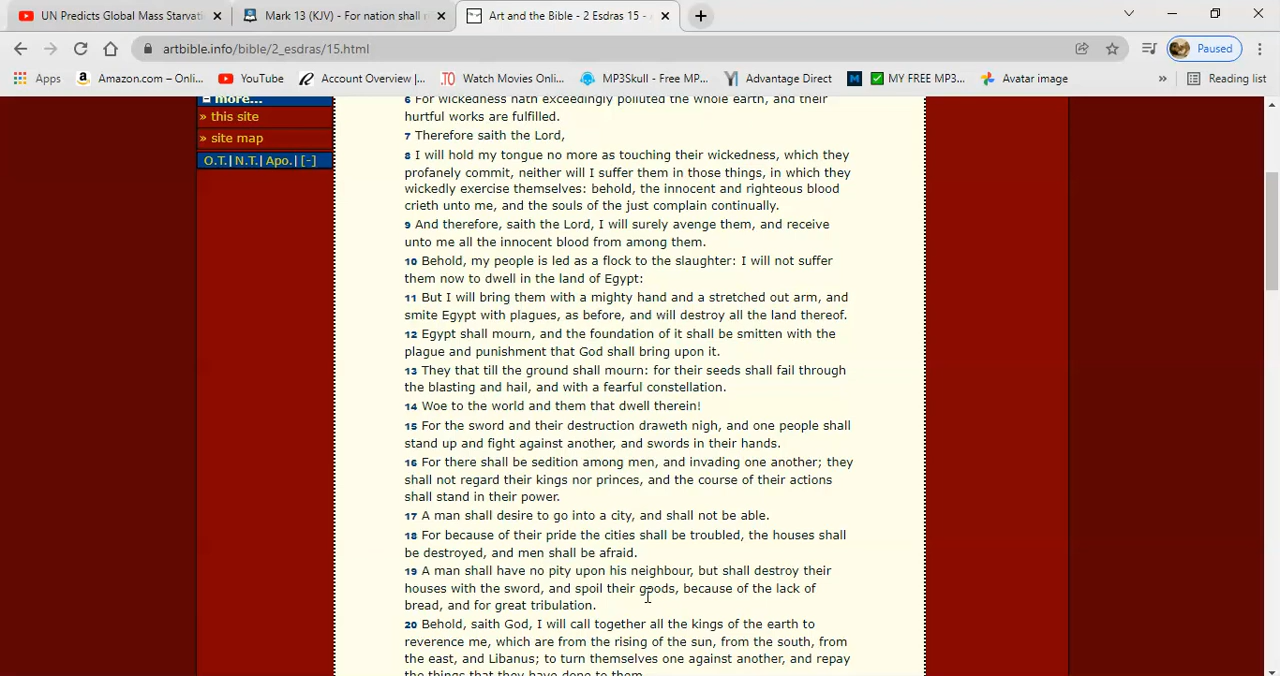 UN Predicts Global Mass Starvati
Mark 13 (KJV) - For nation shall
Art and the Bible - 2 Esdras 15 -
artbible.info/bible/2_esdras/15.html
Paused
Apps
Amazon.com – Onli...
YouTube
Account Overview |...
Watch Movies Onli...
MP3Skull - Free MP...
Advantage Direct
MY FREE MP3...
Avatar image
»
Reading list
more...
» this site
» site map
O.T.| N.T.| Apo.| [-]
6 For wickedness hath exceedingly polluted the whole earth, and their
hurtful works are fulfilled.
7 Therefore saith the Lord,
8 I will hold my tongue no more as touching their wickedness, which they
profanely commit, neither will I suffer them in those things, in which they
wickedly exercise themselves: behold, the innocent and righteous blood
crieth unto me, and the souls of the just complain continually.
9 And therefore, saith the Lord, I will surely avenge them, and receive
unto me all the innocent blood from among them.
10 Behold, my people is led as a flock to the slaughter: I will not suffer
them now to dwell in the land of Egypt:
11 But I will bring them with a mighty hand and a stretched out arm, and
smite Egypt with plagues, as before, and will destroy all the land thereof.
12 Egypt shall mourn, and the foundation of it shall be smitten with the
plague and punishment that God shall bring upon it.
13 They that till the ground shall mourn: for their seeds shall fail through
the blasting and hail, and with a fearful constellation.
14 Woe to the world and them that dwell therein!
15 For the sword and their destruction draweth nigh, and one people shall
stand up and fight against another, and swords in their hands.
16 For there shall be sedition among men, and invading one another; they
shall not regard their kings nor princes, and the course of their actions
shall stand in their power.
17 A man shall desire to go into a city, and shall not be able.
18 For because of their pride the cities shall be troubled, the houses shall
be destroyed, and men shall be afraid.
19 A man shall have no pity upon his neighbour, but shall destroy their
houses with the sword, and spoil their goods, because of the lack of
bread, and for great tribulation.
20 Behold, saith God, I will call together all the kings of the earth to
reverence me, which are from the rising of the sun, from the south, from
the east, and Libanus; to turn themselves one against another, and repay
the things that they have done to them.